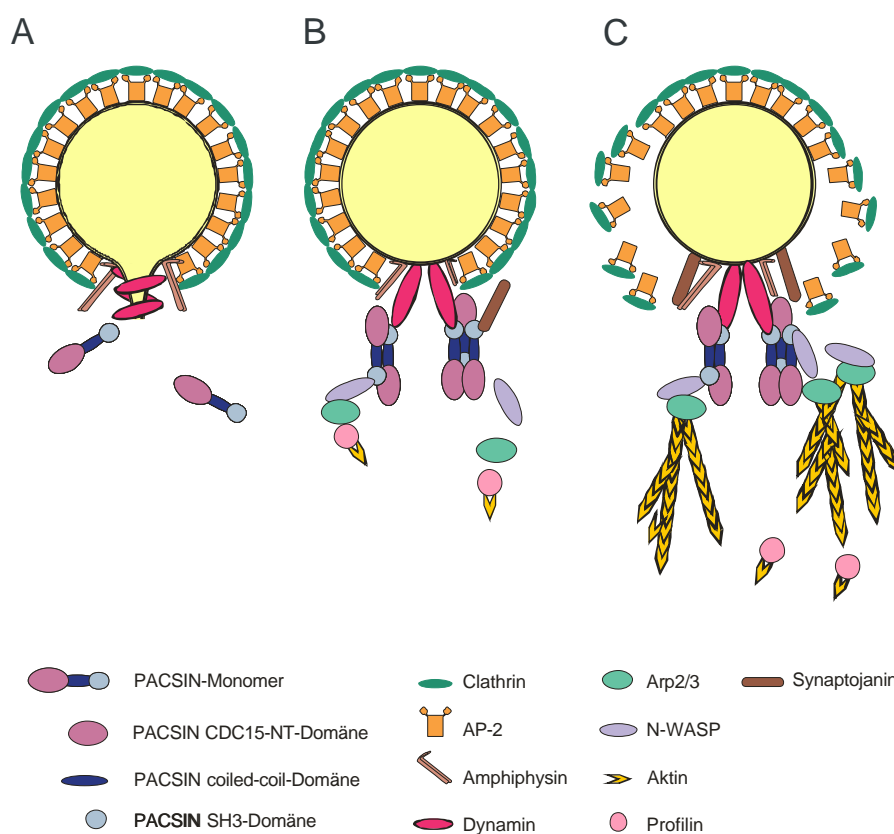 A
B
C
PACSIN-Monomer
PACSIN CDC15-NT-Domäne
PACSIN coiled-coil-Domäne
PACSIN SH3-Domäne
Clathrin
AP-2
Amphiphysin
Dynamin
Arp2/3
N-WASP
Aktin
Profilin
Synaptojanin